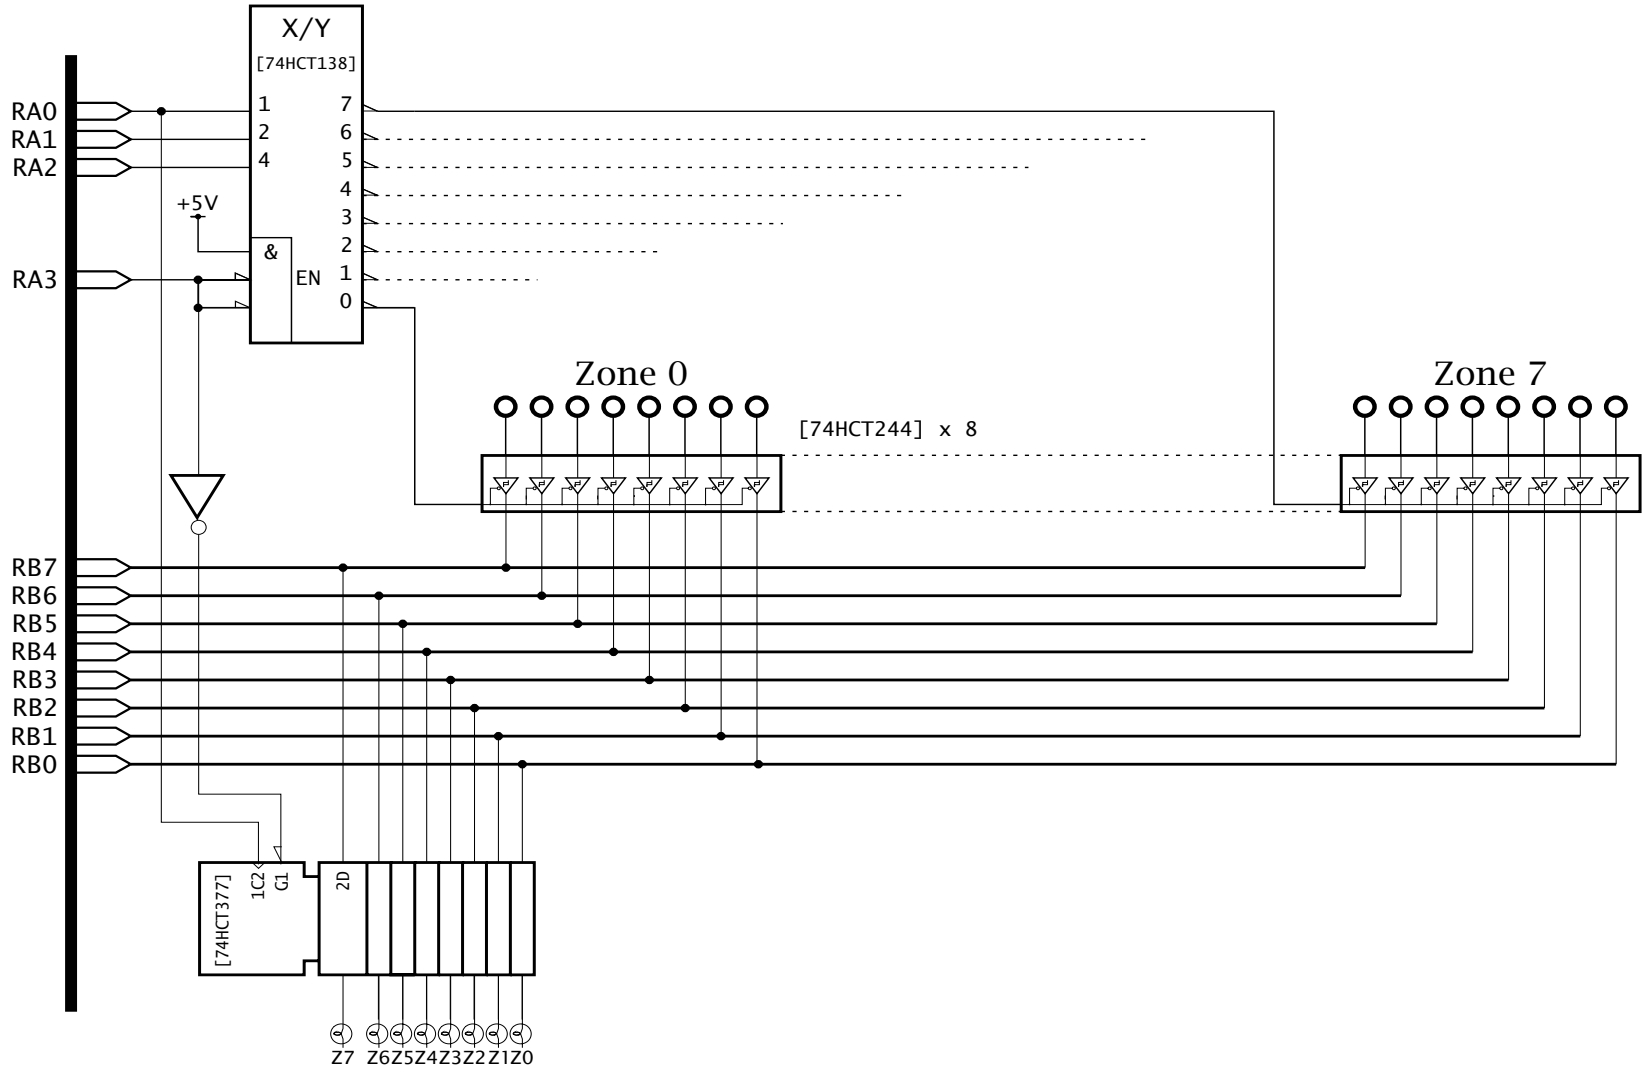 X/Y
[74HCT138]
RA0 1 7
RA1 2 6
RA2 4 5
4
+5V 3
& 2
RA3 EN 1
0
Zone 0 Zone 7
[74HCT244] x 8
RB7
RB6
RB5
RB4
RB3
RB2
RB1
RB0
[74HCT377] 1C2 G1 2D
Z7 Z6 Z5 Z4 Z3 Z2 Z1 Z0